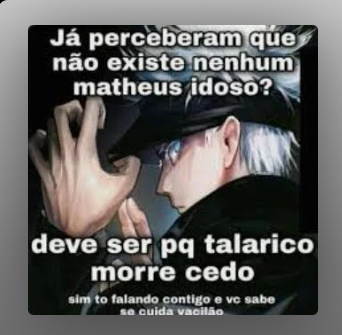 Já perceberam que
não existe nenhum
matheus idoso?
deve ser pq talarico
morre cedo
sim to falando contigo e vc sabe
se cuida vacilão